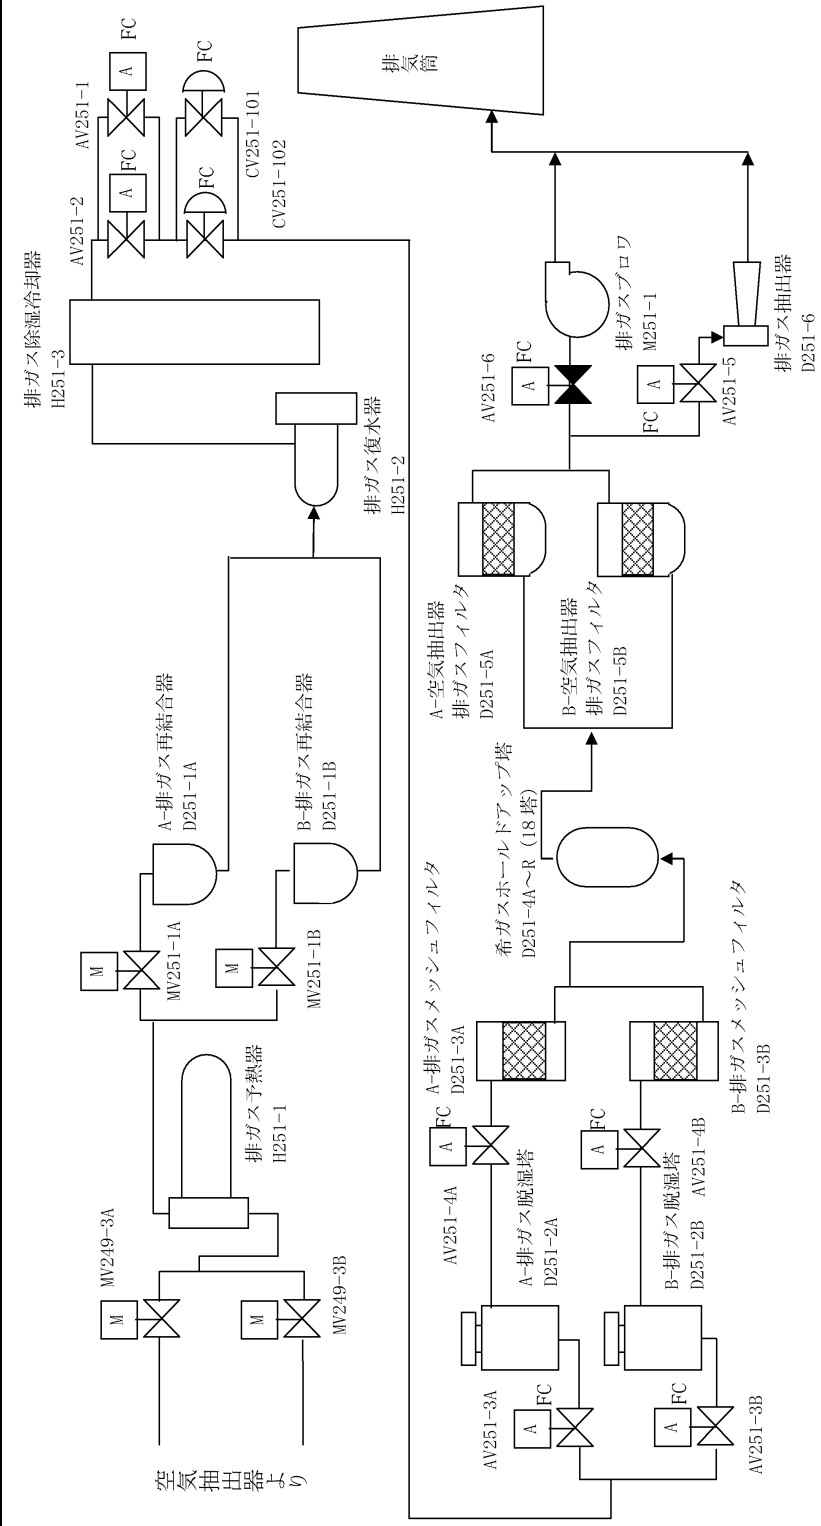 空気抽出器より
M
MV249-3A
M
MV249-3B
排ガス予熱器
H251-1
M
MV251-1A
M
MV251-1B
A-排ガス再結合器
D251-1A
B-排ガス再結合器
D251-1B
排ガス復水器
H251-2
排ガス除湿冷却器
H251-3
A
FC
AV251-1
A
FC
AV251-2
FC
CV251-101
FC
CV251-102
A
FC
AV251-3A
A
FC
AV251-3B
A-排ガス脱湿塔
D251-2A
B-排ガス脱湿塔
D251-2B
A
FC
AV251-4A
A
FC
AV251-4B
A-排ガスメッシュフィルタ
D251-3A
B-排ガスメッシュフィルタ
D251-3B
希ガスホールドアップ塔
D251-4A～R（18塔）
A-空気抽出器
排ガスフィルタ
D251-5A
B-空気抽出器
排ガスフィルタ
D251-5B
A
FC
AV251-6
A
FC
AV251-5
排ガスブロワ
M251-1
排ガス抽出器
D251-6
排気筒